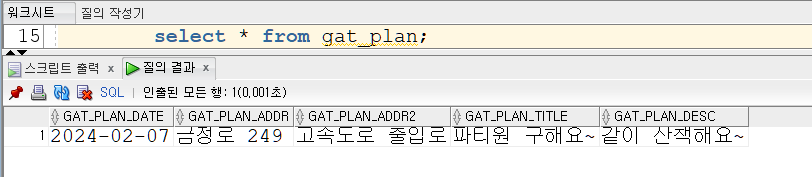 워크시트 질의 작성기
15 select * from gat_plan;
스크립트 출력 x 질의 결과 x
SQL | 인출된 모든 행: 1(0,001초)
GAT_PLAN_DATE GAT_PLAN_ADDR GAT_PLAN_ADDR2 GAT_PLAN_TITLE GAT_PLAN_DESC
1 2024-02-07 금정로 249 고속도로 줄입로 파티원 구해요~ 같이 산잭해요~